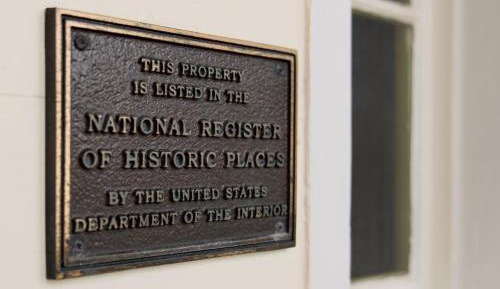 THIS PROPERTY
IS LISTED IN THE
NATIONAL REGISTER
OF HISTORIC PLACES
BY THE UNITED STATES
DEPARTMENT OF THE INTERIOR